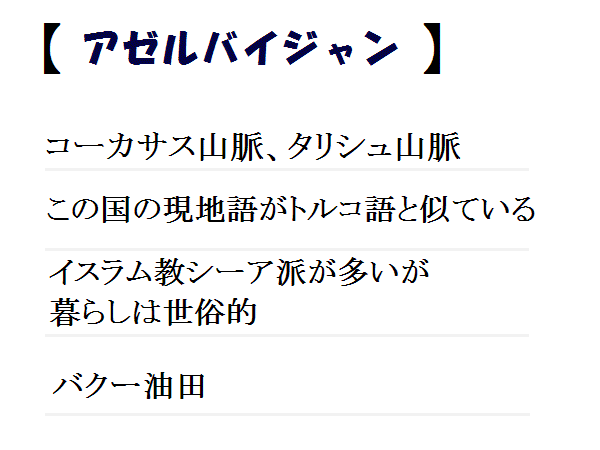 【 アゼルバイジャン 】
コーカサス山脈、タリシュ山脈
この国の現地語がトルコ語と似ている
イスラム教シーア派が多いが
暮らしは世俗的
バクー油田